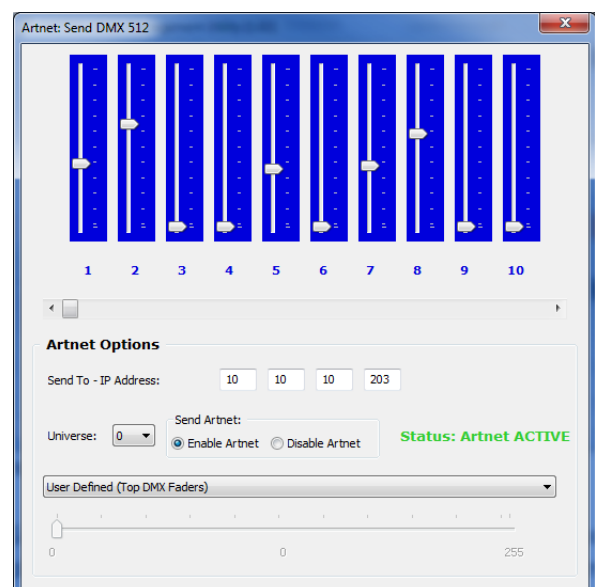 Artnet: Send DMX 512
1 2 3 4 5 6 7 8 9 10
Artnet Options
Send To - IP Address: 10 10 10 203
Send Artnet:
Universe: 0 Enable Artnet Disable Artnet Status: Artnet ACTIVE
User Defined (Top DMX Faders)
0 0 255